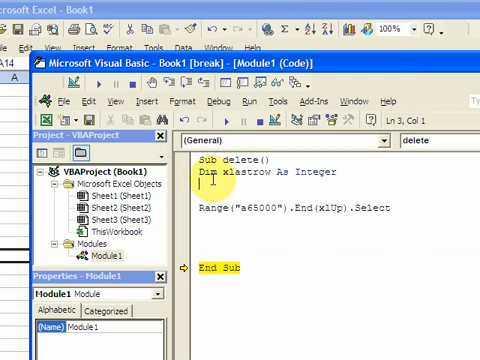 Microsoft Excel - Book1
100%
A14
A
Microsoft Visual Basic - Book1 [break] - [Module1 (Code)]
File Edit View Insert Format Debug Run Tools Add-Ins Window Help
Ln 3, Col 1
Project - VBAProject
(General)
delete
VBAProject (Book1)
Microsoft Excel Objects
Sheet1 (Sheet1)
Sheet2 (Sheet2)
Sheet3 (Sheet3)
ThisWorkbook
Modules
Module1
Properties - Module1
Module1 Module
Alphabetic Categorized
(Name) Module1
Sub delete()
Dim xlastrow As Integer
Range("a65000").End(xlUp).Select
End Sub